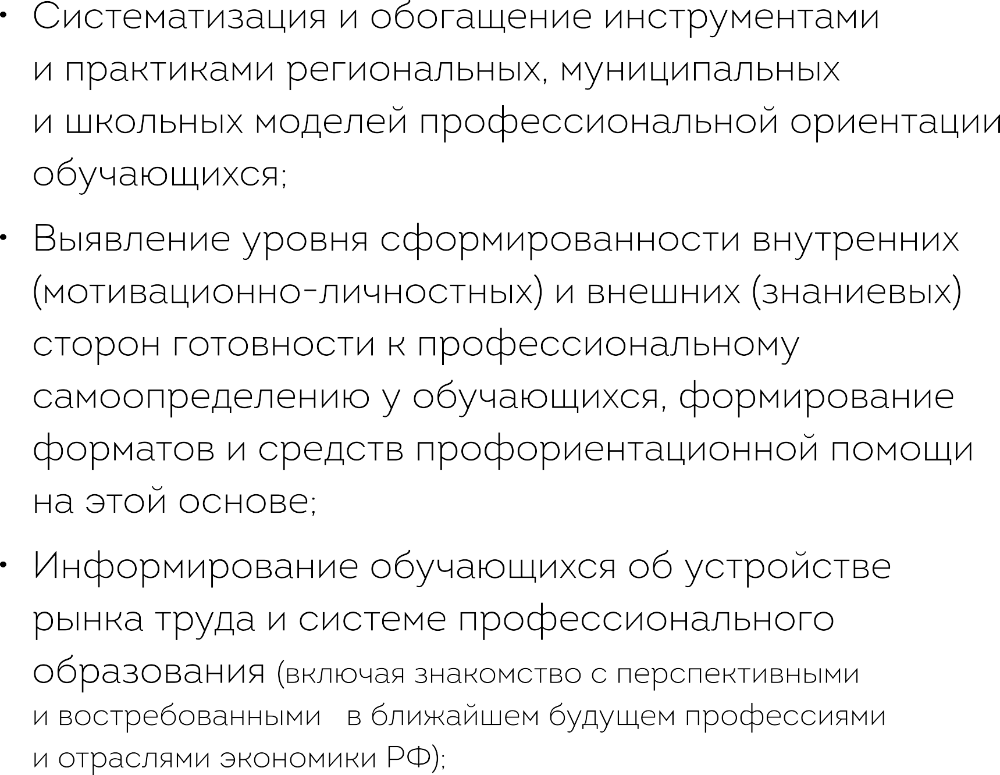 • Систематизация и обогащение инструментами
и практиками региональных, муниципальных
и школьных моделей профессиональной ориентации
обучающихся;
• Выявление уровня сформированности внутренних
(мотивационно-личностных) и внешних (знаниевых)
сторон готовности к профессиональному
самоопределению у обучающихся, формирование
форматов и средств профориентационной помощи
на этой основе;
• Информирование обучающихся об устройстве
рынка труда и системе профессионального
образования (включая знакомство с перспективными
и востребованными в ближайшем будущем профессиями
и отраслями экономики РФ);